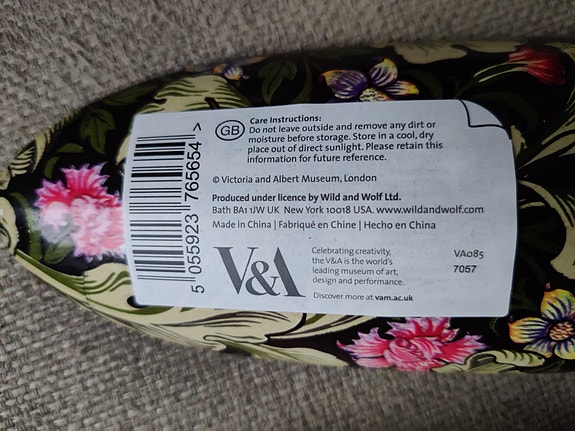 GB
Care Instructions:
Do not leave outside and remove any dirt or
moisture before storage. Store in a cool, dry
place out of direct sunlight. Please retain this
information for future reference.
© Victoria and Albert Museum, London
Produced under licence by Wild and Wolf Ltd.
Bath BA1 1JW UK New York 10018 USA. www.wildandwolf.com
Made in China | Fabriqué en Chine | Hecho en China
V&A
Celebrating creativity,
the V&A is the world's
leading museum of art,
design and performance.
Discover more at vam.ac.uk
VA085
7057
5 055923 765654 >